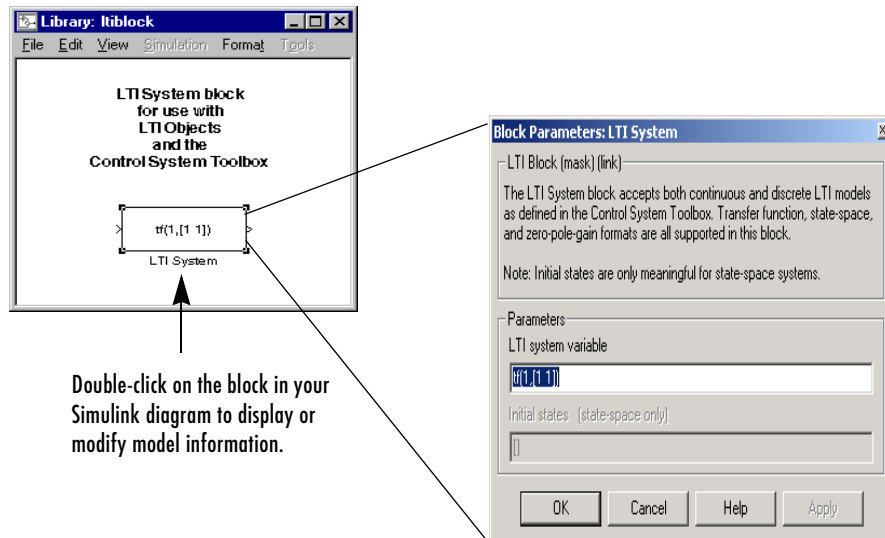 Library: ltiblock
File Edit View Simulation Format Tools
LTI System block
for use with
LTI Objects
and the
Control System Toolbox
tf(1,[1 1])
LTI System
Double-click on the block in your
Simulink diagram to display or
modify model information.
Block Parameters: LTI System
LTI Block (mask) (link)
The LTI System block accepts both continuous and discrete LTI models
as defined in the Control System Toolbox. Transfer function, state-space,
and zero-pole-gain formats are all supported in this block.
Note: Initial states are only meaningful for state-space systems.
Parameters
LTI system variable
tf(1,[1 1])
Initial states (state-space only)
[]
OK Cancel Help Apply